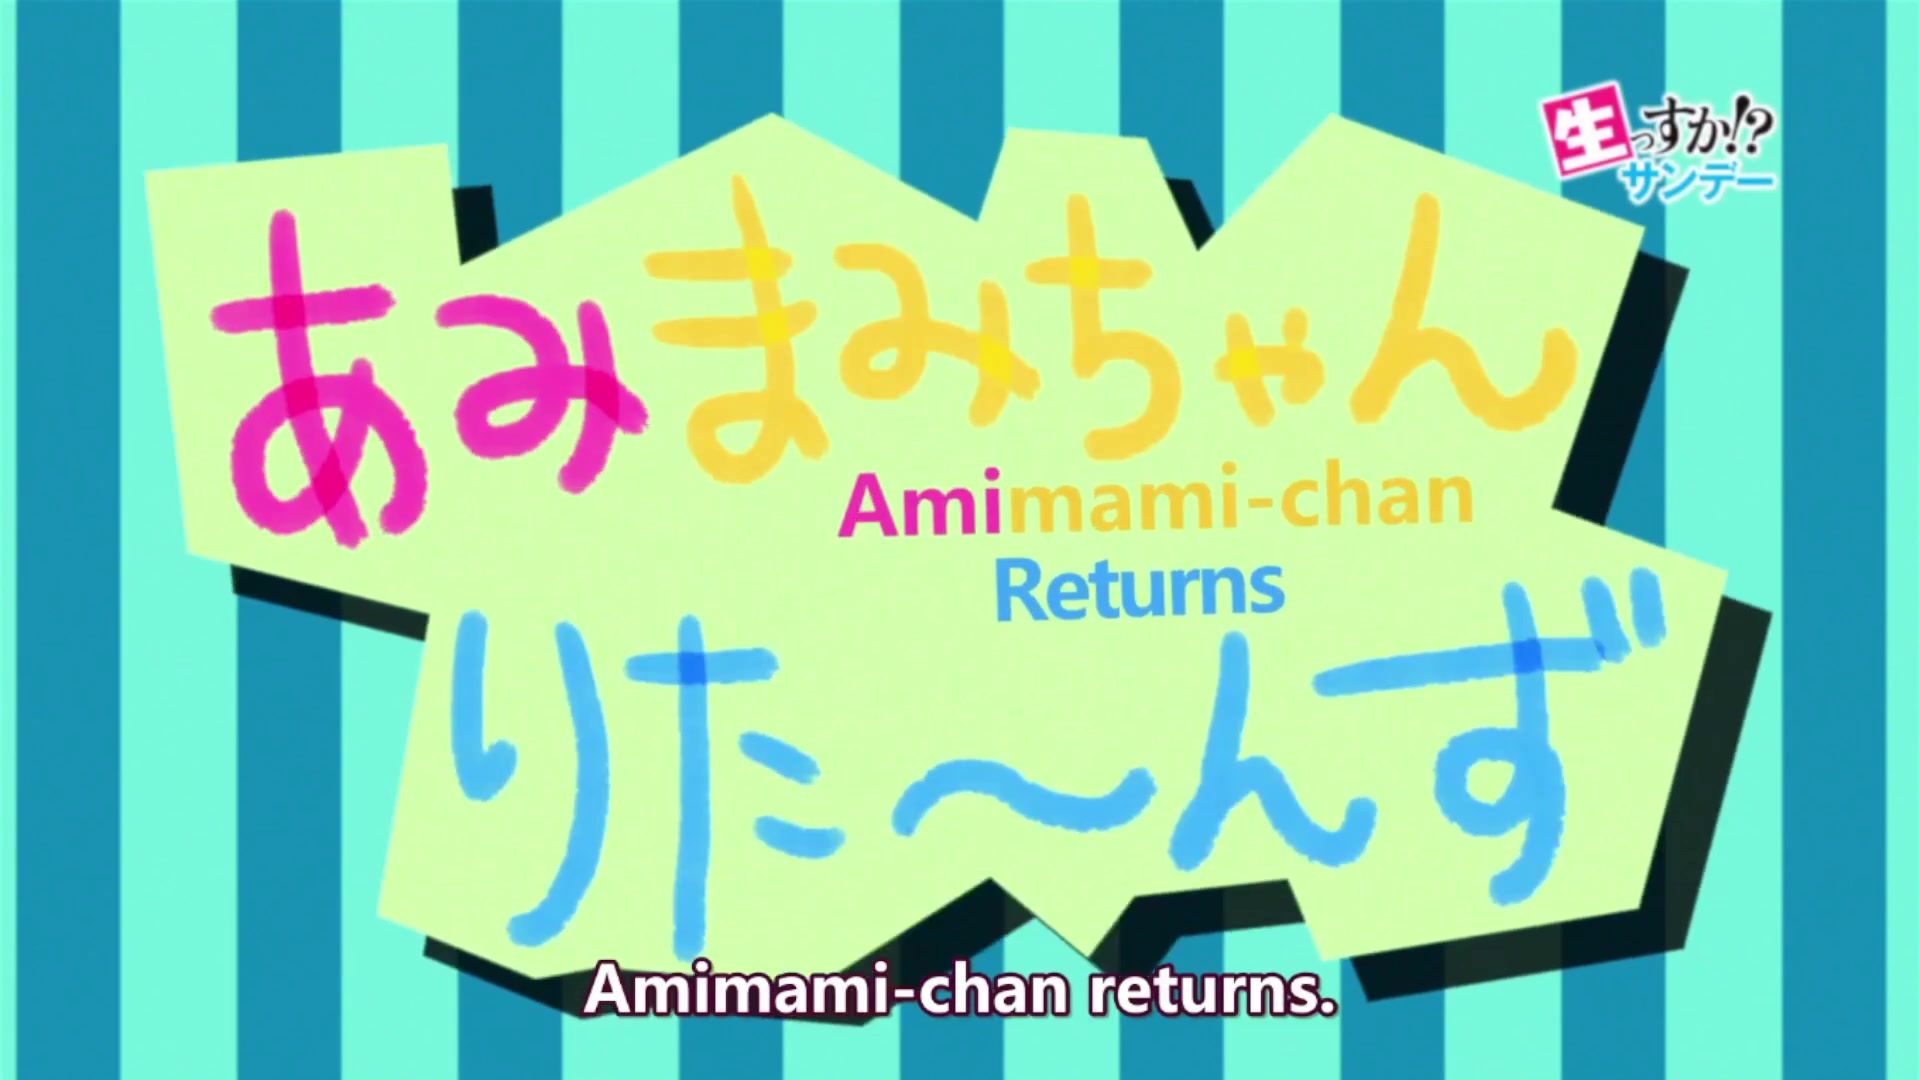 生っすか!?
サンデー
あみまみちゃん
Amimami-chan
Returns
りた〜んず
Amimami-chan returns.